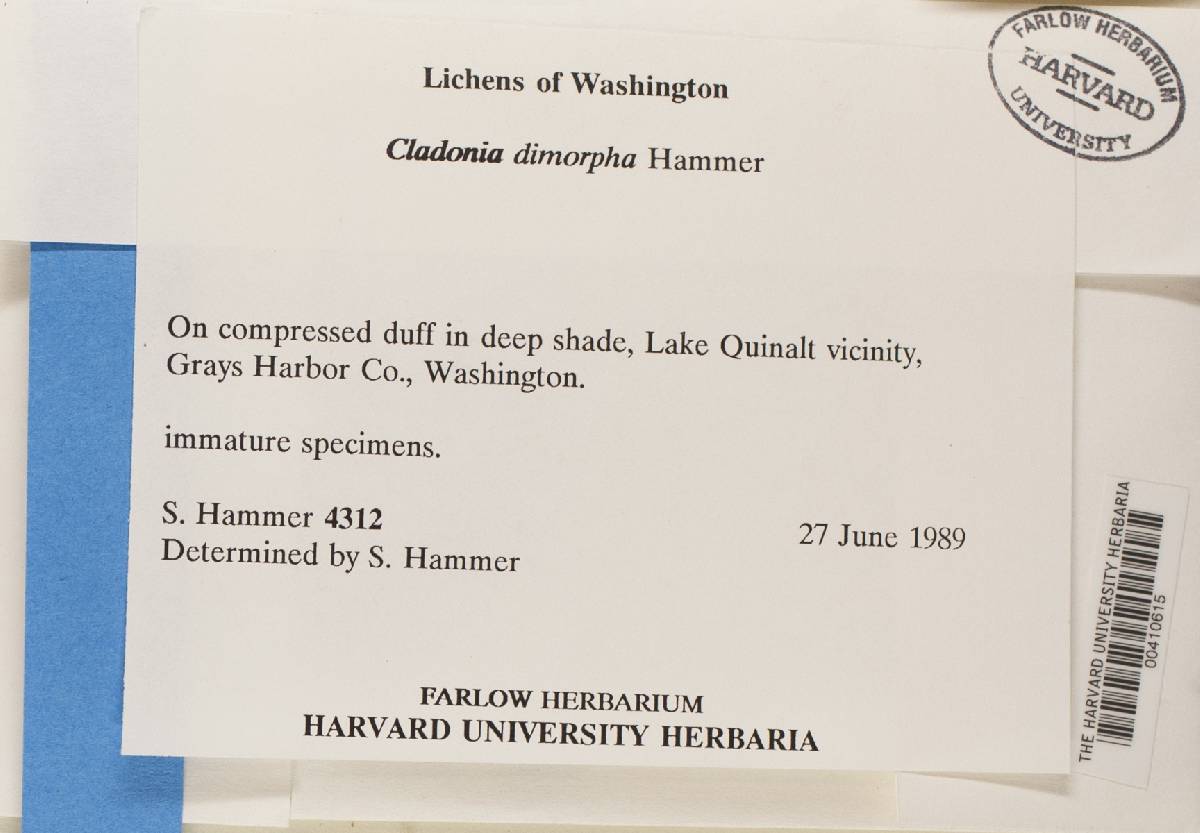 Lichens of Washington
Cladonia dimorpha Hammer
On compressed duff in deep shade, Lake Quinalt vicinity,
Grays Harbor Co., Washington.
immature specimens.
S. Hammer 4312
27 June 1989
Determined by S. Hammer
FARLOW HERBARIUM
HARVARD UNIVERSITY HERBARIA
FARLOW HERBARIUM
HARVARD
UNIVERSITY
THE HARVARD UNIVERSITY HERBARIA
00410615